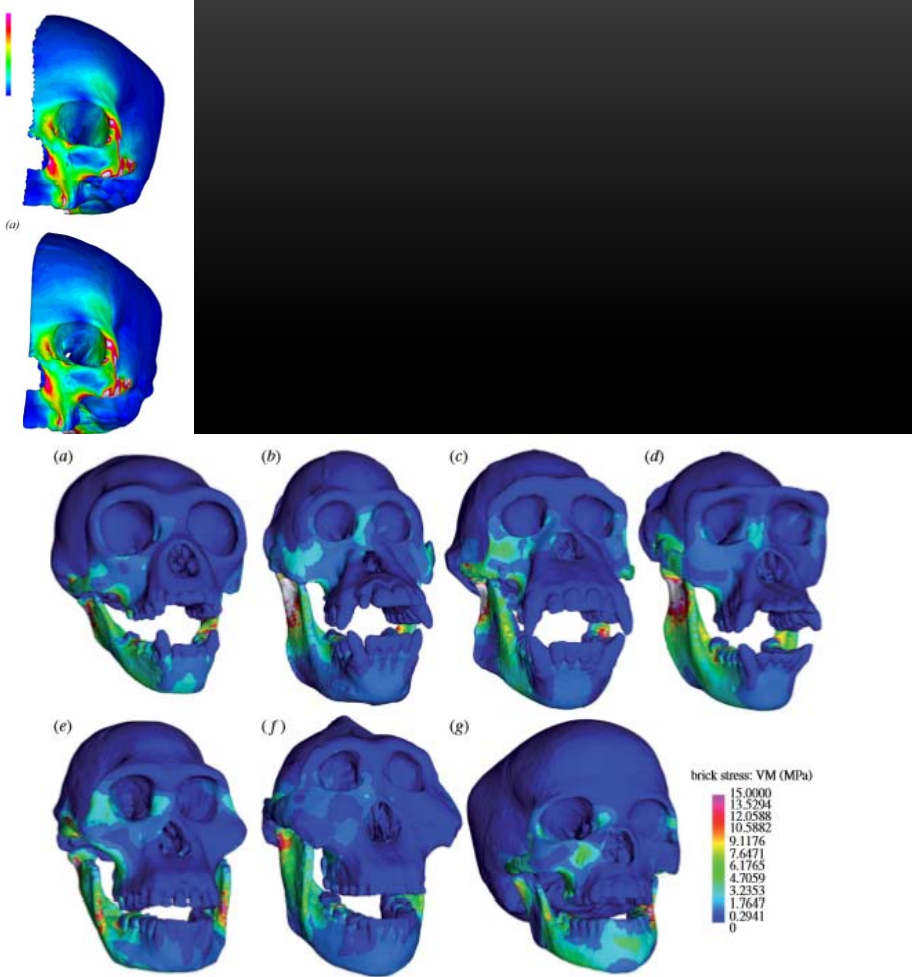 (a)
(a)
(b)
(c)
(d)
(e)
(f)
(g)
brick stress: VM (MPa)
15.0000
13.5294
12.0588
10.5882
9.1176
7.6471
6.1765
4.7059
3.2353
1.7647
0.2941
0